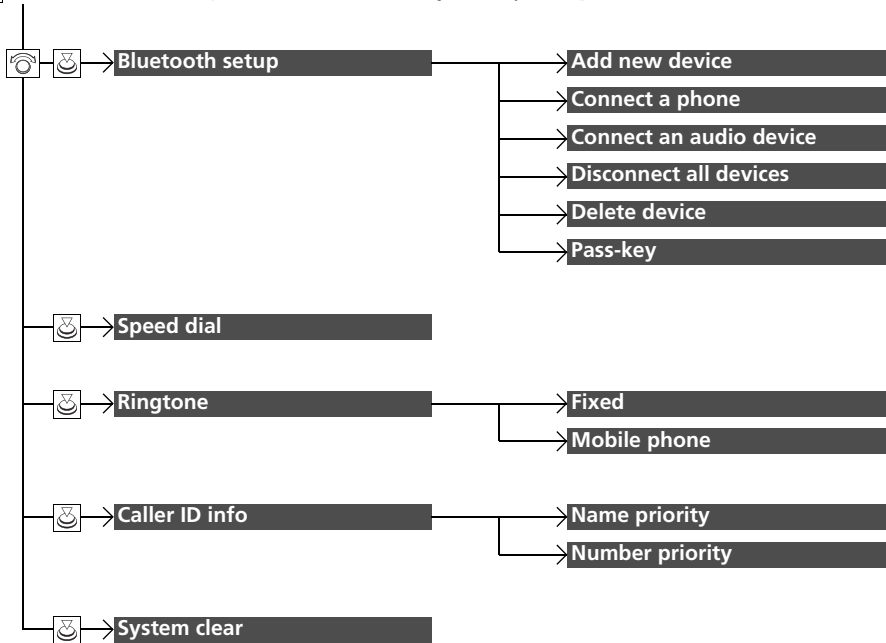 Bluetooth setup
Add new device
Connect a phone
Connect an audio device
Disconnect all devices
Delete device
Pass-key
Speed dial
Ringtone
Fixed
Mobile phone
Caller ID info
Name priority
Number priority
System clear